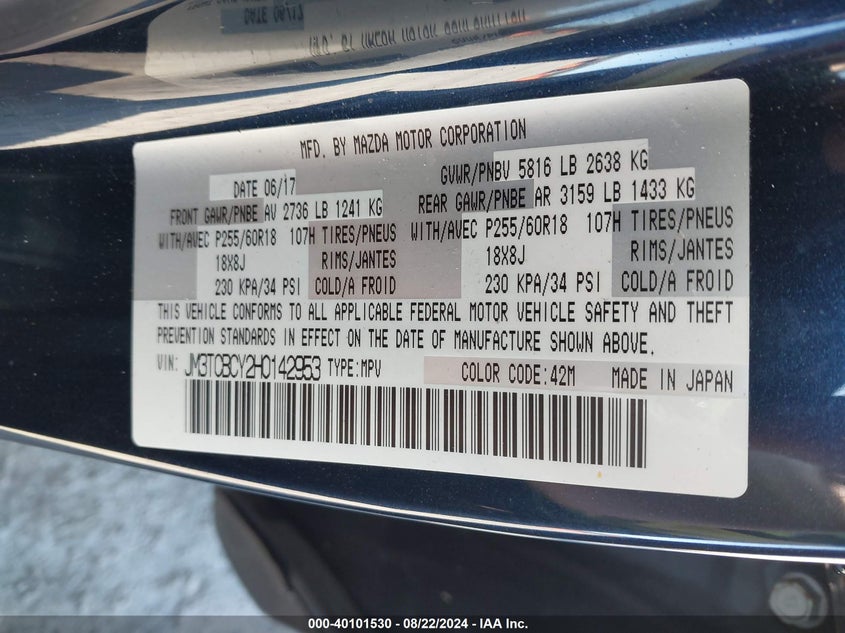 MFD. BY MAZDA MOTOR CORPORATION
DATE 06/17 GVWR/PNBV 5816 LB 2638 KG
FRONT GAWR/PNBE AV 2736 LB 1241 KG REAR GAWR/PNBE AR 3159 LB 1433 KG
WITH/AVEC P255/60R18 107H TIRES/PNEUS WITH/AVEC P255/60R18 107H TIRES/PNEUS
18X8J RIMS/JANTES 18X8J RIMS/JANTES
230 KPA/34 PSI COLD/A FROID 230 KPA/34 PSI COLD/A FROID
THIS VEHICLE CONFORMS TO ALL APPLICABLE FEDERAL MOTOR VEHICLE SAFETY AND THEFT
PREVENTION STANDARDS IN EFFECT ON THE DATE OF MANUFACTURE SHOWN ABOVE.
VIN: JM3TCBCY2H0142953 TYPE:MPV COLOR CODE:42M MADE IN JAPAN
000-40101530 - 08/22/2024 - IAA Inc.